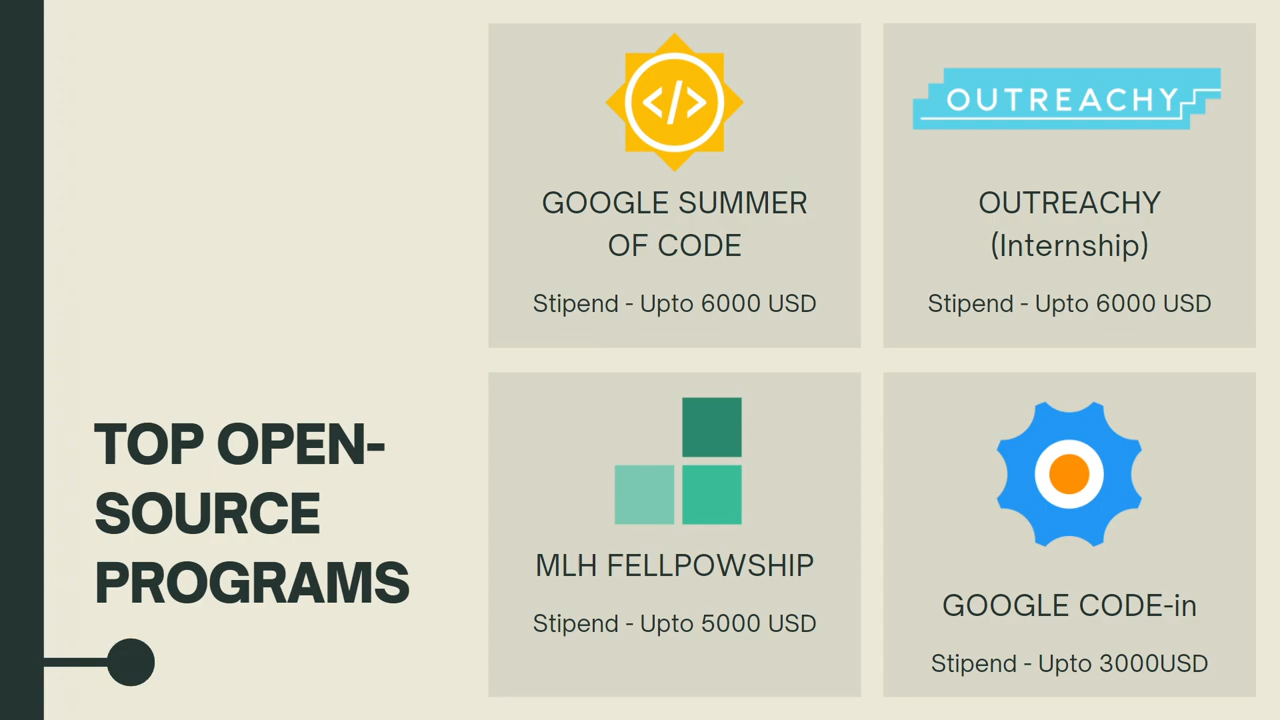 TOP OPEN-
SOURCE
PROGRAMS
</>
GOOGLE SUMMER
OF CODE
Stipend - Upto 6000 USD
OUTREACHY
OUTREACHY
(Internship)
Stipend - Upto 6000 USD
MLH FELLPOWSHIP
Stipend - Upto 5000 USD
GOOGLE CODE-in
Stipend - Upto 3000USD